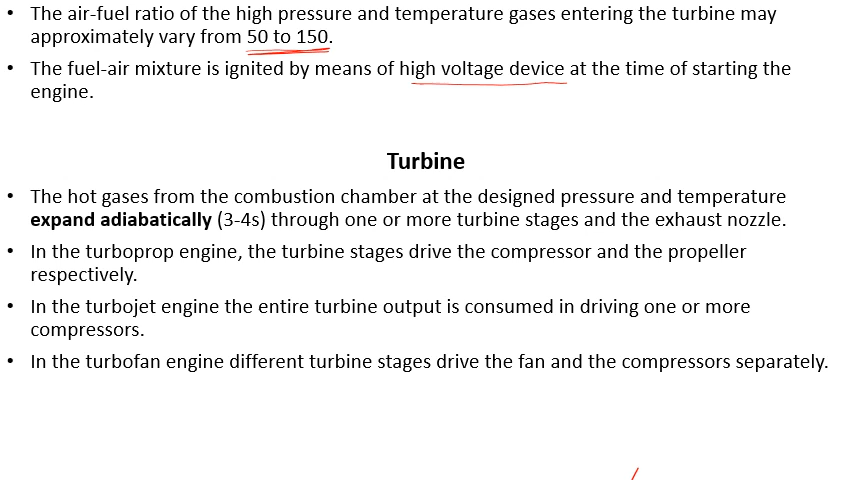 • The air-fuel ratio of the high pressure and temperature gases entering the turbine may
approximately vary from 50 to 150.
• The fuel-air mixture is ignited by means of high voltage device at the time of starting the
engine.
Turbine
• The hot gases from the combustion chamber at the designed pressure and temperature
expand adiabatically (3-4s) through one or more turbine stages and the exhaust nozzle.
• In the turboprop engine, the turbine stages drive the compressor and the propeller
respectively.
• In the turbojet engine the entire turbine output is consumed in driving one or more
compressors.
• In the turbofan engine different turbine stages drive the fan and the compressors separately.